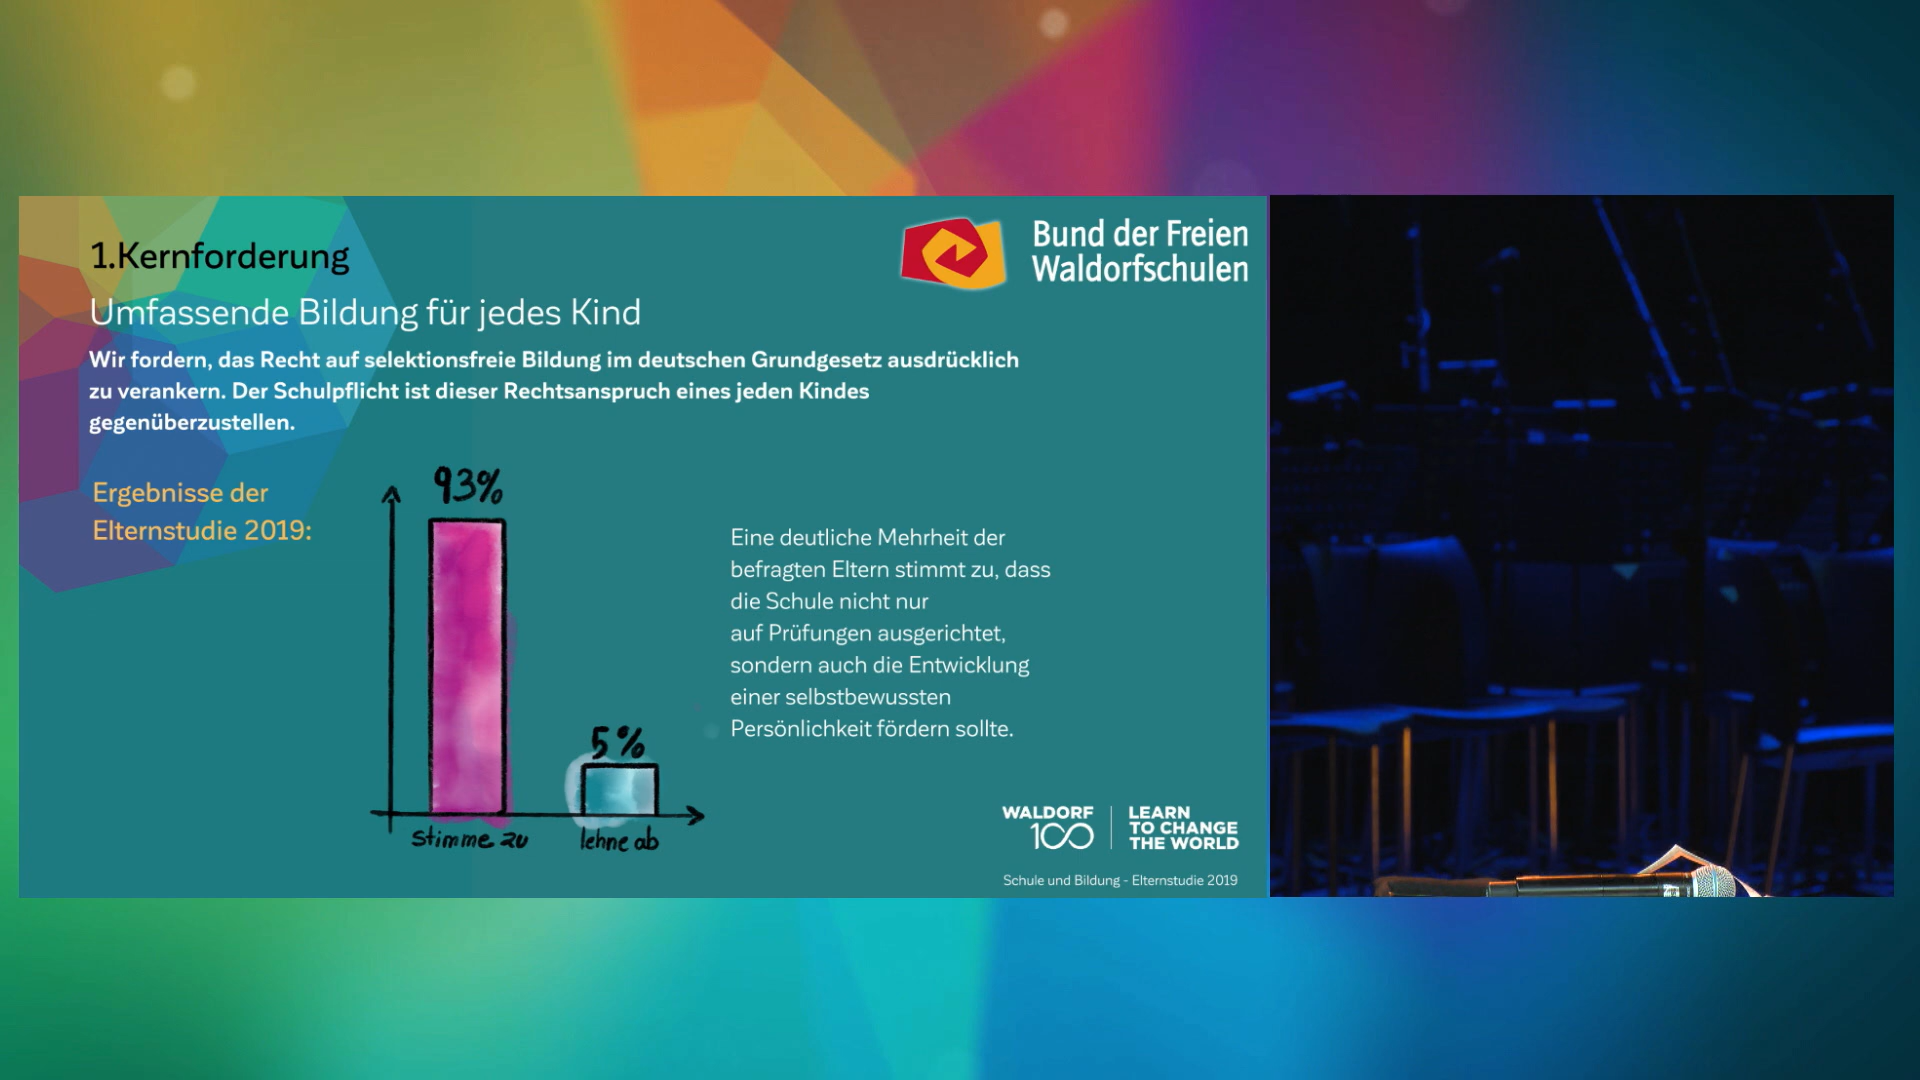 1.Kernforderung
Bund der Freien
Waldorfschulen
Umfassende Bildung für jedes Kind
Wir fordern, das Recht auf selektionsfreie Bildung im deutschen Grundgesetz ausdrücklich
zu verankern. Der Schulpflicht ist dieser Rechtsanspruch eines jeden Kindes
gegenüberzustellen.
Ergebnisse der
Elternstudie 2019:
93%
5%
stimme zu
lehne ab
Eine deutliche Mehrheit der
befragten Eltern stimmt zu, dass
die Schule nicht nur
auf Prüfungen ausgerichtet,
sondern auch die Entwicklung
einer selbstbewussten
Persönlichkeit fördern sollte.
WALDORF
100
LEARN
TO CHANGE
THE WORLD
Schule und Bildung - Elternstudie 2019